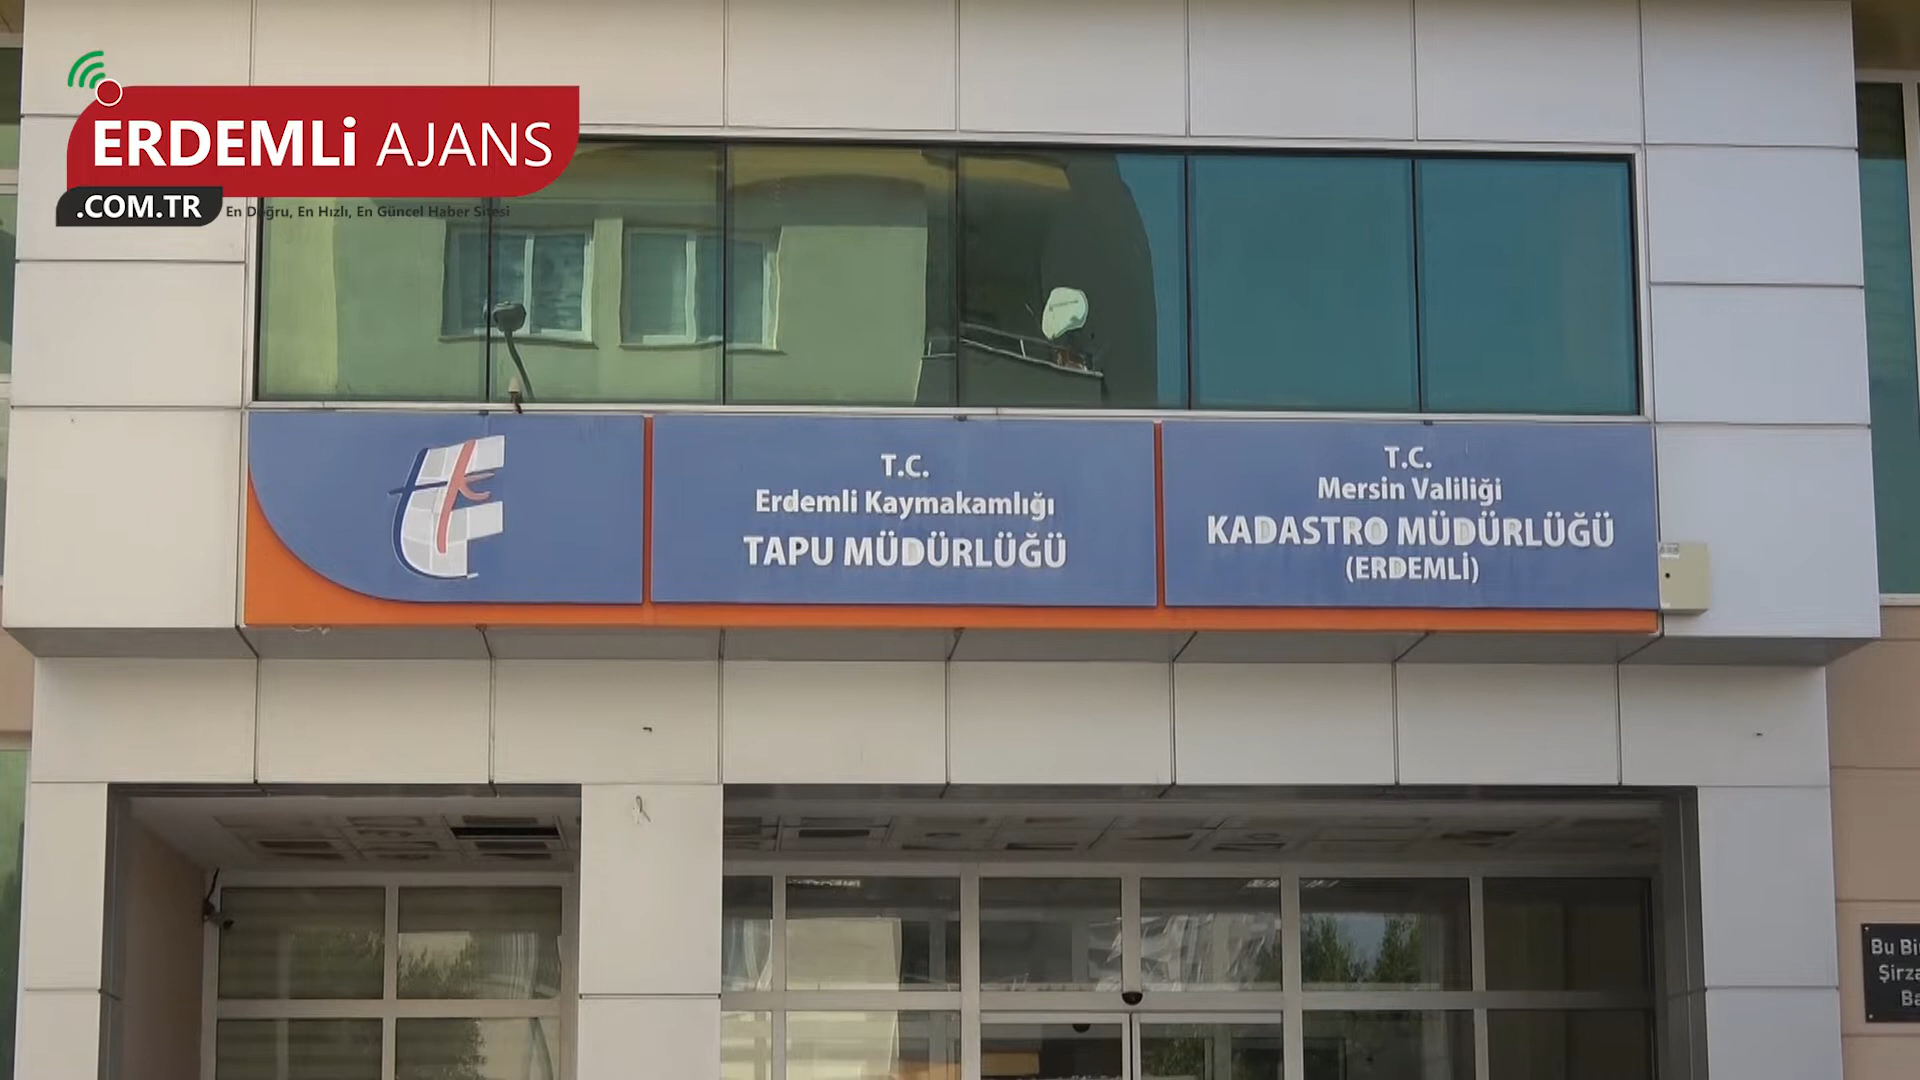 ERDEMLi AJANS
.COM.TR
En Doğru, En Hızlı, En Güncel Haber Sitesi
T.C.
Erdemli Kaymakamlığı
TAPU MÜDÜRLÜĞÜ
T.C.
Mersin Valiliği
KADASTRO MÜDÜRLÜĞÜ
(ERDEMLİ)
Bu